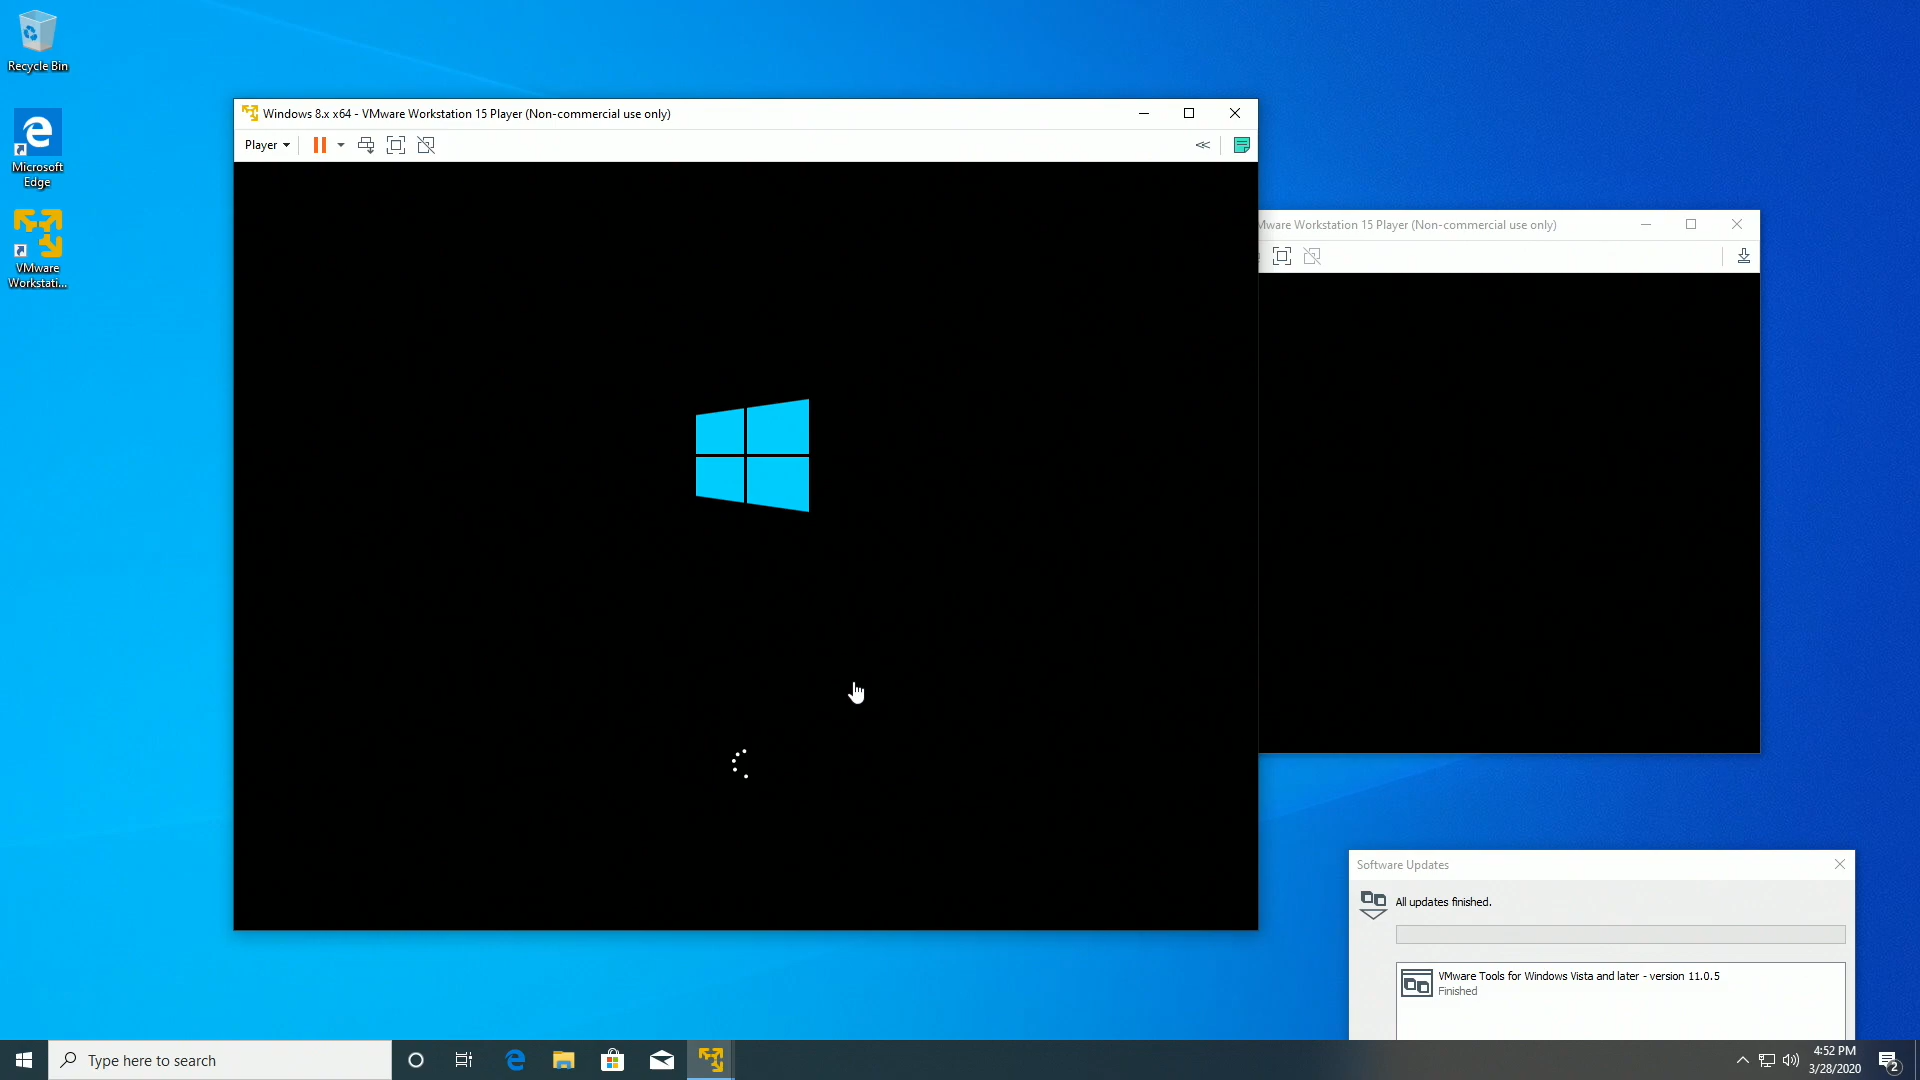 Recycle Bin
Microsoft
Edge
VMware
Workstati...
Windows 8.x x64 - VMware Workstation 15 Player (Non-commercial use only)
Player
Mware Workstation 15 Player (Non-commercial use only)
Software Updates
All updates finished.
VMware Tools for Windows Vista and later - version 11.0.5
Finished
Type here to search
4:52 PM
3/28/2020
2